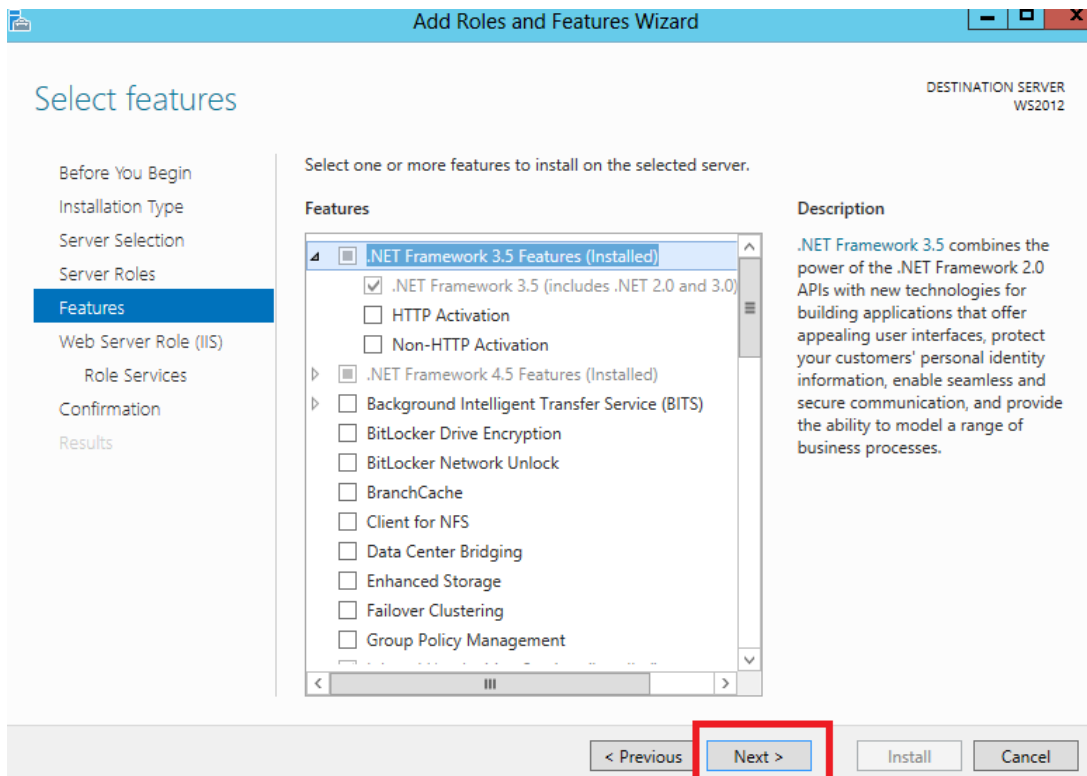 Add Roles and Features Wizard
Select features
DESTINATION SERVER
WS2012
Before You Begin
Installation Type
Server Selection
Server Roles
Features
Web Server Role (IIS)
Role Services
Confirmation
Results
Select one or more features to install on the selected server.
Features
.NET Framework 3.5 Features (Installed)
.NET Framework 3.5 (includes .NET 2.0 and 3.0)
HTTP Activation
Non-HTTP Activation
.NET Framework 4.5 Features (Installed)
Background Intelligent Transfer Service (BITS)
BitLocker Drive Encryption
BitLocker Network Unlock
BranchCache
Client for NFS
Data Center Bridging
Enhanced Storage
Failover Clustering
Group Policy Management
Description
.NET Framework 3.5 combines the
power of the .NET Framework 2.0
APIs with new technologies for
building applications that offer
appealing user interfaces, protect
your customers' personal identity
information, enable seamless and
secure communication, and provide
the ability to model a range of
business processes.
< Previous
Next >
Install
Cancel